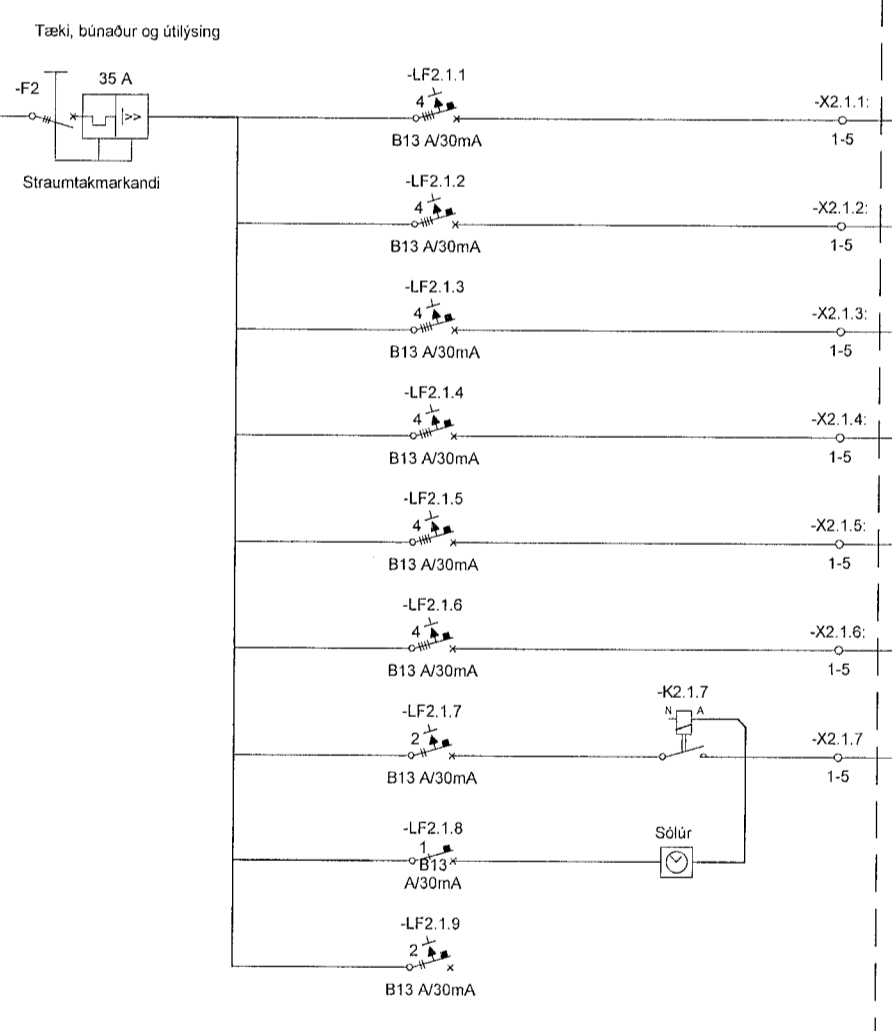 Tæki, búnaður og útilýsing
-F2
35 A
>>
Straumtakmarkandi
-LF2.1.1
4
B13 A/30mA
-X2.1.1:
1-5
-LF2.1.2
4
B13 A/30mA
-X2.1.2:
1-5
-LF2.1.3
4
B13 A/30mA
-X2.1.3:
1-5
-LF2.1.4
4
B13 A/30mA
-X2.1.4:
1-5
-LF2.1.5
4
B13 A/30mA
-X2.1.5:
1-5
-LF2.1.6
4
B13 A/30mA
-X2.1.6:
1-5
-LF2.1.7
2
B13 A/30mA
-K2.1.7
N A
-X2.1.7
1-5
-LF2.1.8
1
B13
A/30mA
Sólúr
-LF2.1.9
2
B13 A/30mA